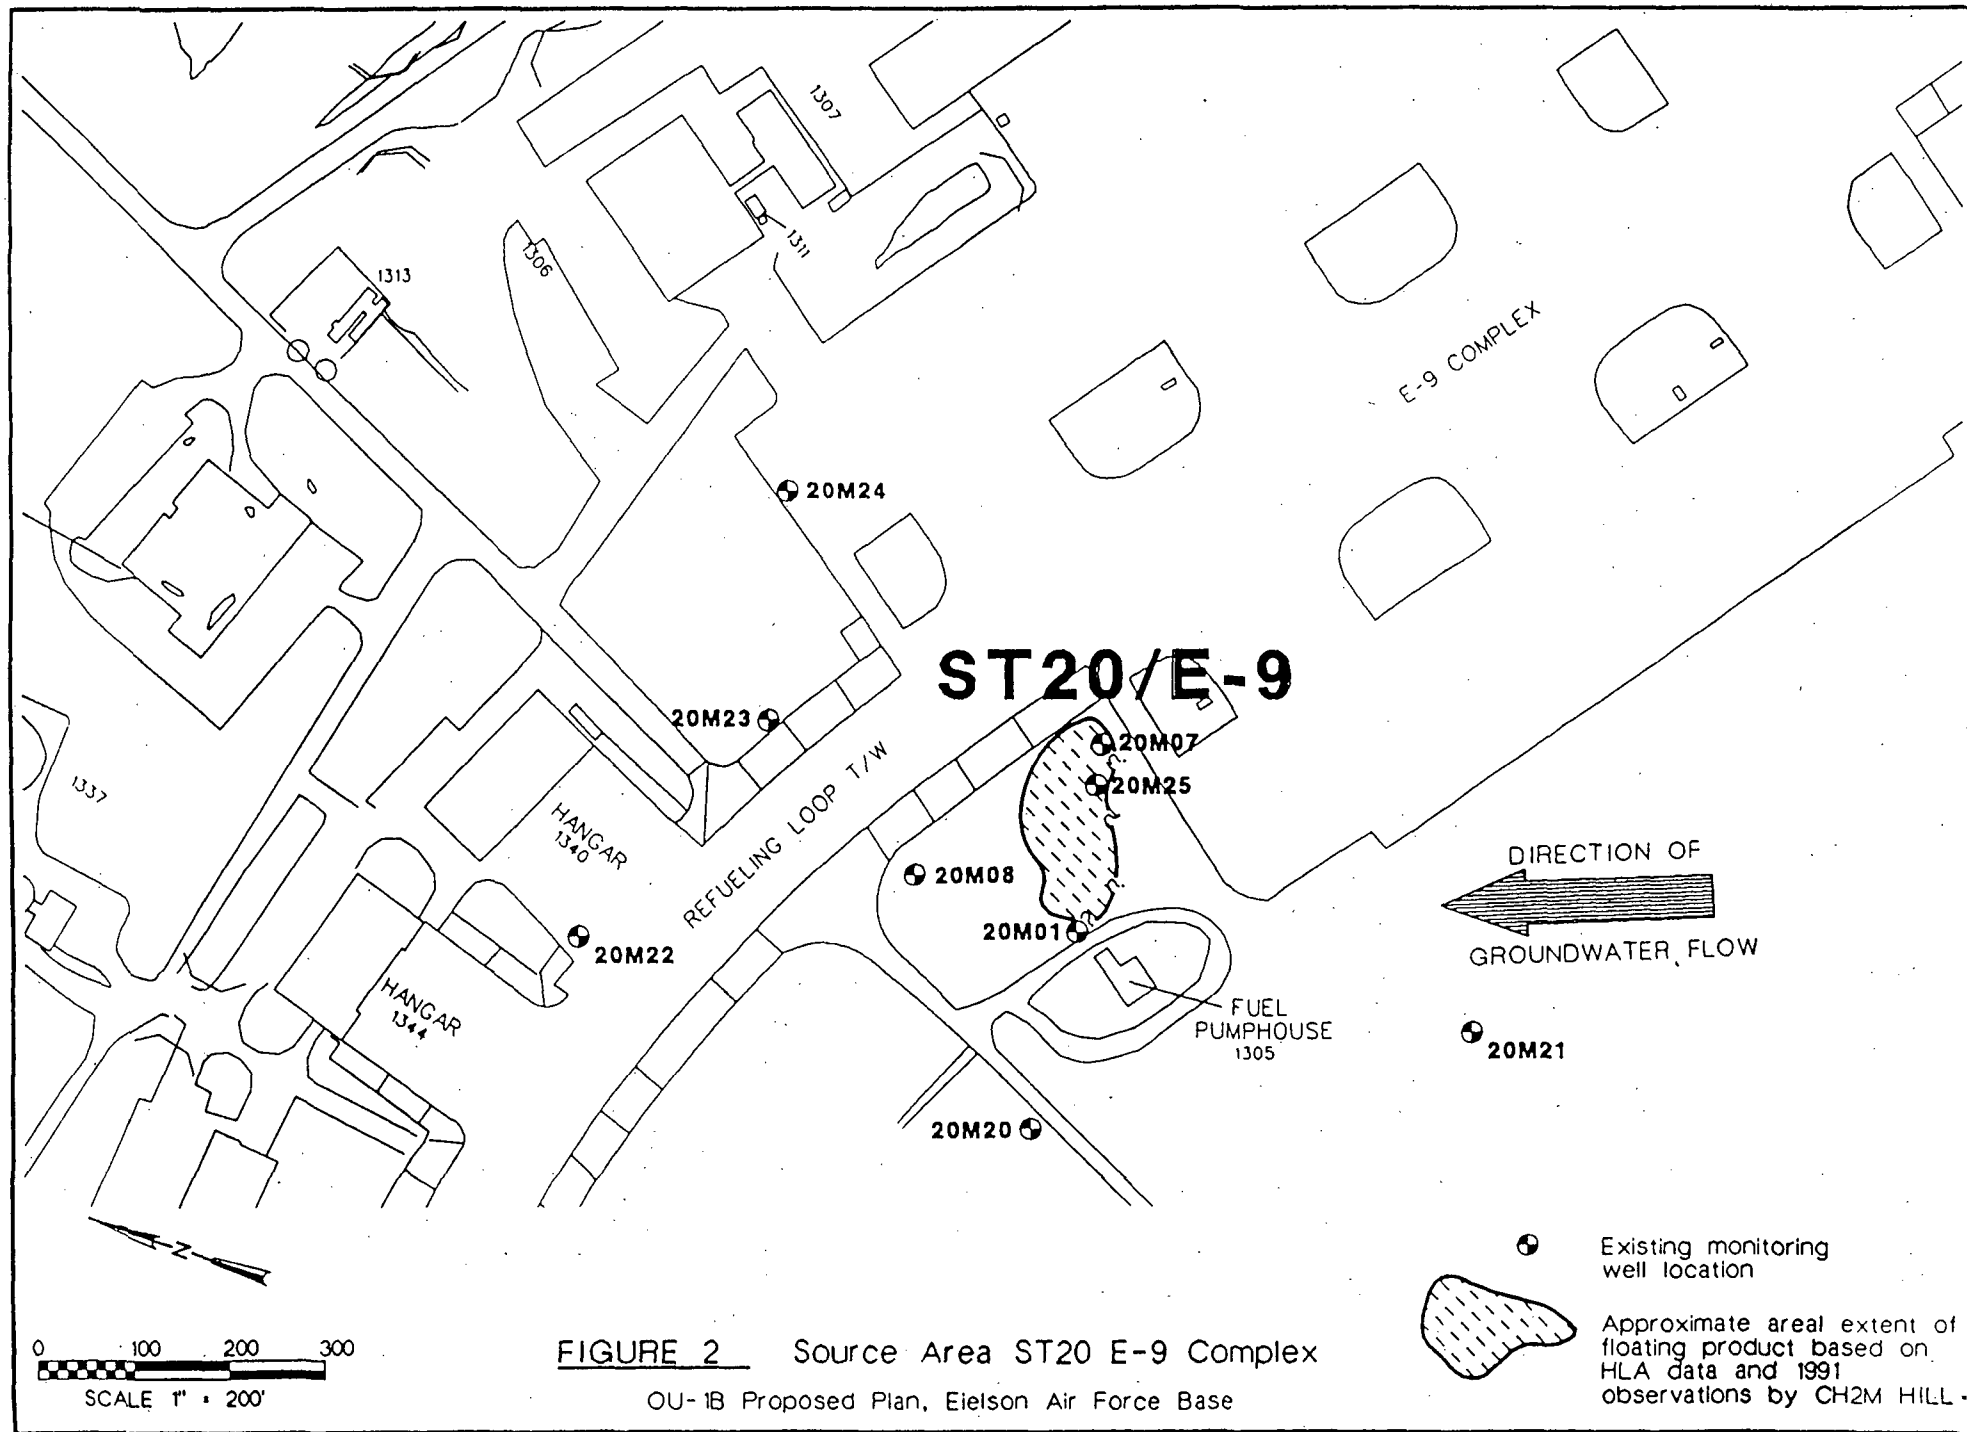 1307
1311
1306
1313
E-9 COMPLEX
20M24
ST20/E-9
20M23
20M07
20M25
REFUELING LOOP T/W
1337
HANGAR
1340
20M08
20M01
20M22
DIRECTION OF
GROUNDWATER FLOW
HANGAR
1344
FUEL
PUMPHOUSE
1305
20M21
20M20
?
?
?
?
N
Existing monitoring
well location
Approximate areal extent of
floating product based on
HLA data and 1991
observations by CH2M HILL
0 100 200 300
SCALE 1" = 200'
FIGURE 2 Source Area ST20 E-9 Complex
OU-1B Proposed Plan, Eielson Air Force Base